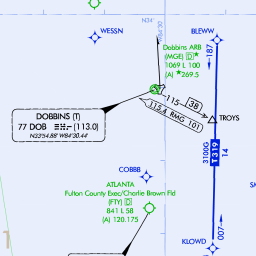 N34°
WESSN
BLEWW
187
Dobbins ARB
(MGE) D
1069 L 100
(A) *269.5
115
38
115.4 RMG 101
TROYS
DOBBINS (T)
77 DOB (113.0)
N33°54.88' W84°30.44'
3100G
T319
14
COBBB
ATLANTA
Fulton County Exec/Charlie Brown Fld
(FTY) D
841 L 58
(A) 120.175
007
KLOWD